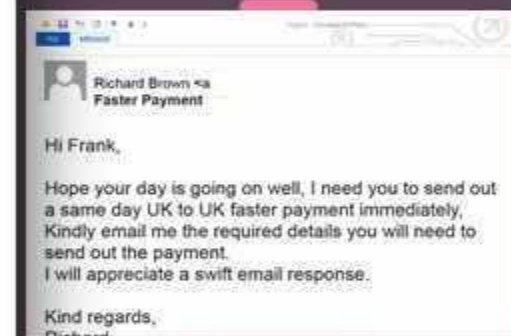 Richard Brown <a
Faster Payment
Hi Frank,
Hope your day is going on well, I need you to send out
a same day UK to UK faster payment immediately,
Kindly email me the required details you will need to
send out the payment.
I will appreciate a swift email response.
Kind regards,
Richard